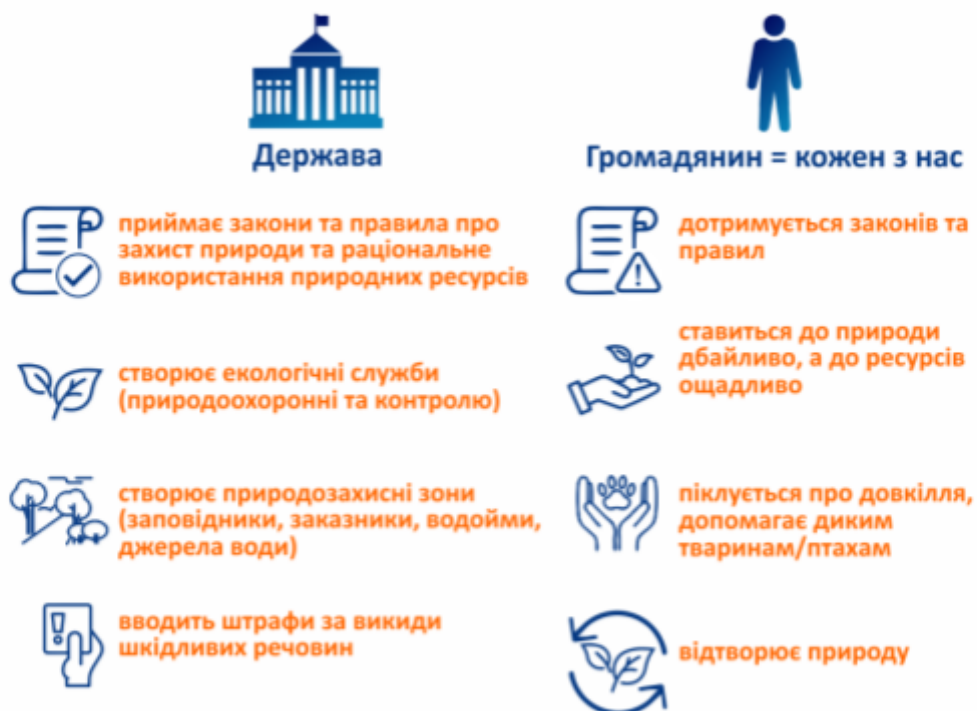 Держава
приймає закони та правила про
захист природи та раціональне
використання природних ресурсів
створює екологічні служби
(природоохоронні та контролю)
створює природозахисні зони
(заповідники, заказники, водойми,
джерела води)
вводить штрафи за викиди
шкідливих речовин
Громадянин = кожен з нас
дотримується законів та
правил
ставиться до природи
дбайливо, а до ресурсів
ощадливо
піклується про довкілля,
допомагає диким
тваринам/птахам
відтворює природу